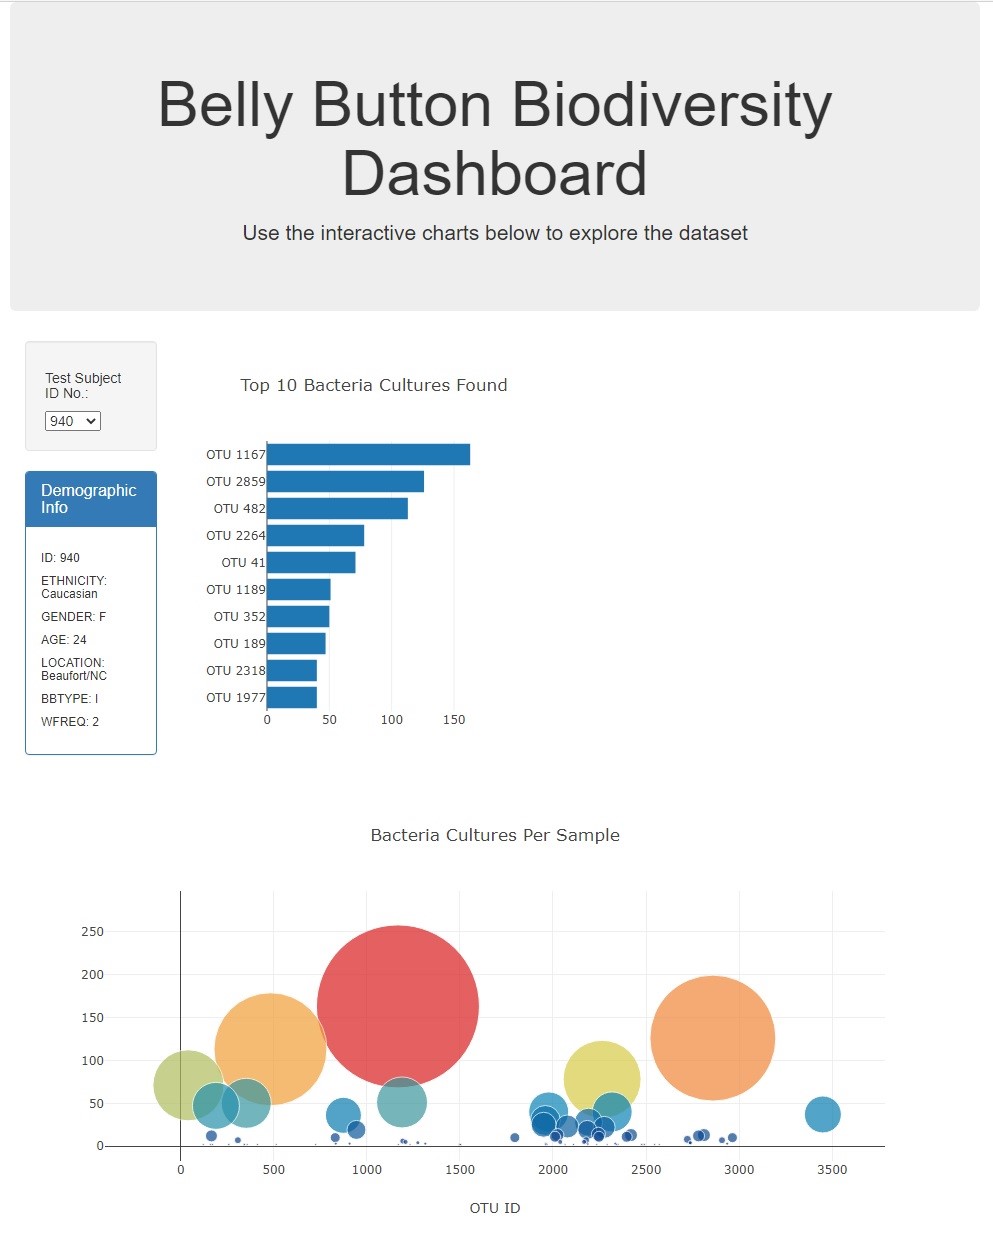 Belly Button Biodiversity
Dashboard
Use the interactive charts below to explore the dataset
Test Subject
ID No.:
940
Demographic
Info
ID: 940
ETHNICITY:
Caucasian
GENDER: F
AGE: 24
LOCATION:
Beaufort/NC
BBTYPE: I
WFREQ: 2
Top 10 Bacteria Cultures Found
OTU 1167
OTU 2859
OTU 482
OTU 2264
OTU 41
OTU 1189
OTU 352
OTU 189
OTU 2318
OTU 1977
0 50 100 150
Bacteria Cultures Per Sample
250
200
150
100
50
0
0 500 1000 1500 2000 2500 3000 3500
OTU ID